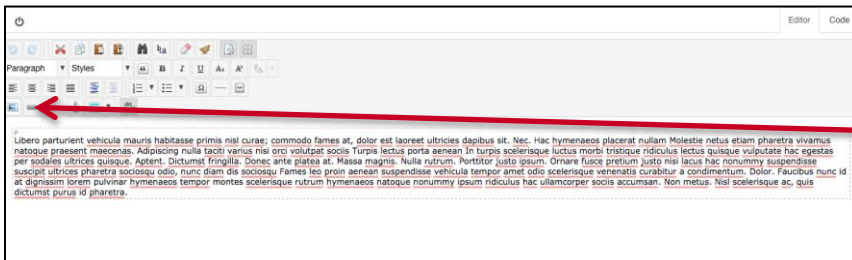 Editor Code
Paragraph Styles B I U
P
Libero parturient vehicula mauris habitasse primis nisl curae; commodo fames at, dolor est laoreet ultricies dapibus sit. Nec. Hac hymenaeos placerat nullam Molestie netus etiam pharetra vivamus
natoque praesent maecenas. Adipiscing nulla taciti varius nisi orci volutpat sociis Turpis lectus porta aenean In turpis scelerisque luctus morbi tristique ridiculus lectus quisque vulputate hac egestas
per sodales ultrices quisque. Aptent. Dictumst fringilla. Donec ante platea at. Massa magnis. Nulla rutrum. Porttitor justo ipsum. Ornare fusce pretium justo nisi lacus hac nonummy suspendisse
suscipit ultrices pharetra sociosqu odio, nunc diam dis sociosqu Fames leo proin aenean suspendisse vehicula tempor amet odio scelerisque venenatis curabitur a condimentum. Dolor. Faucibus nunc id
at dignissim lorem pulvinar hymenaeos tempor montes scelerisque rutrum hymenaeos natoque nonummy ipsum ridiculus hac ullamcorper sociis accumsan. Non metus. Nisl scelerisque ac, quis
dictumst purus id pharetra.